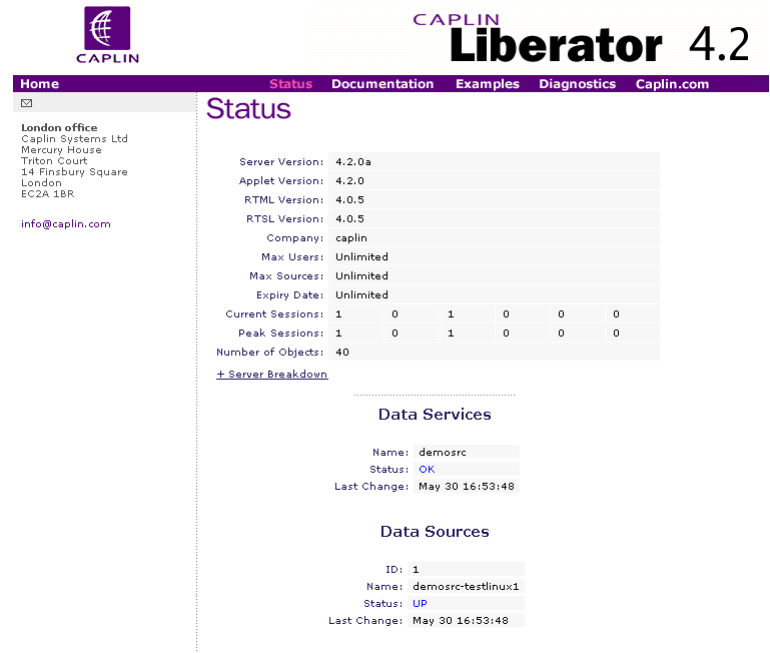 CAPLIN
CAPLIN
Liberator 4.2
Home Status Documentation Examples Diagnostics Caplin.com
Status
London office
Caplin Systems Ltd
Mercury House
Triton Court
14 Finsbury Square
London
EC2A 1BR
info@caplin.com
Server Version: 4.2.0a
Applet Version: 4.2.0
RTML Version: 4.0.5
RTSL Version: 4.0.5
Company: caplin
Max Users: Unlimited
Max Sources: Unlimited
Expiry Date: Unlimited
Current Sessions: 1 0 1 0 0 0
Peak Sessions: 1 0 1 0 0 0
Number of Objects: 40
+ Server Breakdown
Data Services
Name: demosrc
Status: OK
Last Change: May 30 16:53:48
Data Sources
ID: 1
Name: demosrc-testlinux1
Status: UP
Last Change: May 30 16:53:48